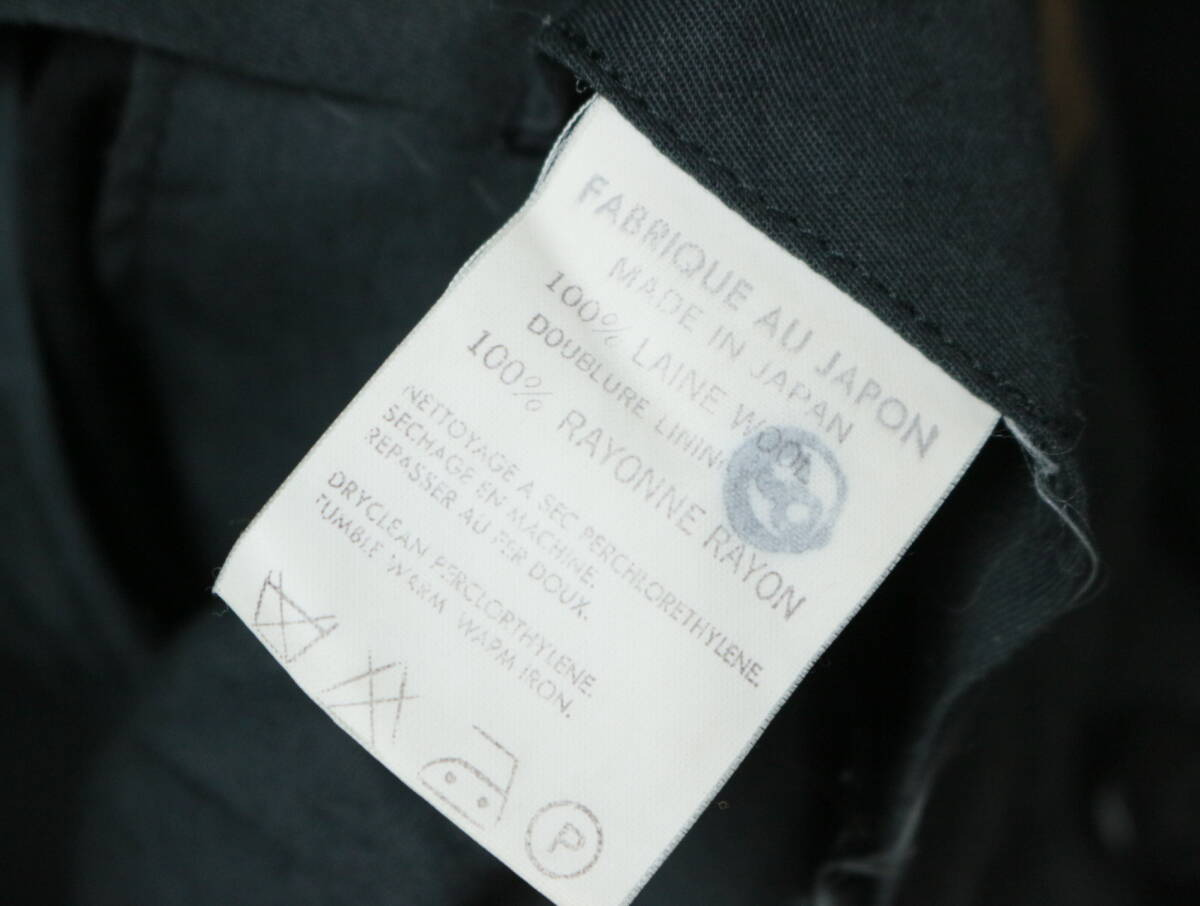 FABRIQUE AU JAPON
MADE IN JAPAN
100% LAINE WOOL
DOUBLURE LINING
100% RAYONNE RAYON
NETTOYAGE A SEC PERCHLORETHYLENE.
SECHAGE EN MACHINE.
REPASSER AU FER DOUX.
DRYCLEAN PERCLORTHYLENE.
TUMBLE WARM WARM IRON.
P